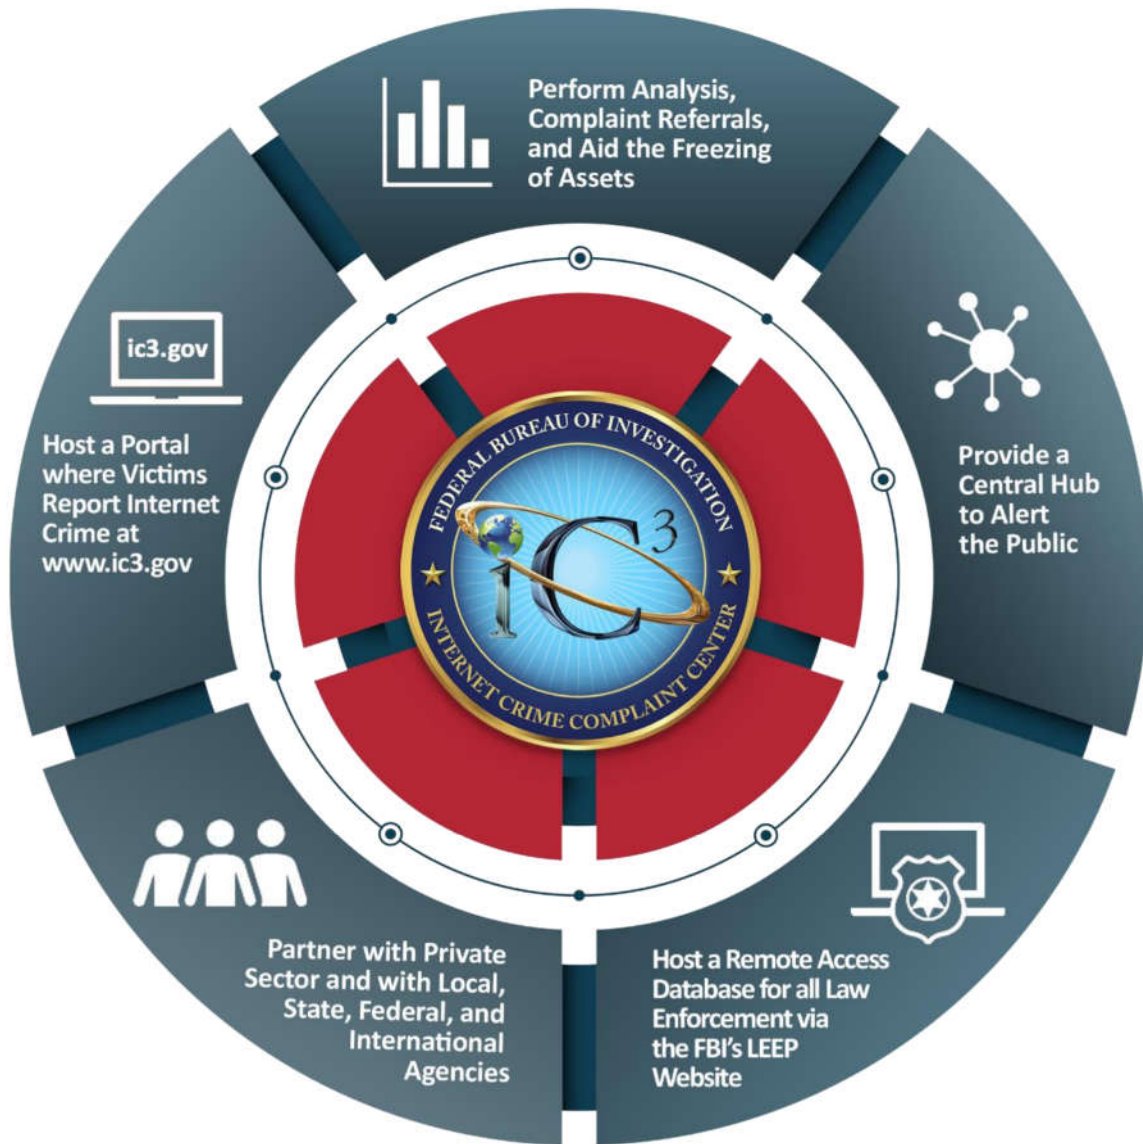 Perform Analysis,
Complaint Referrals,
and Aid the Freezing
of Assets
ic3.gov
Host a Portal
where Victims
Report Internet
Crime at
www.ic3.gov
Provide a
Central Hub
to Alert
the Public
FEDERAL BUREAU OF INVESTIGATION
iC3
INTERNET CRIME COMPLAINT CENTER
Partner with Private
Sector and with Local,
State, Federal, and
International
Agencies
Host a Remote Access
Database for all Law
Enforcement via
the FBI's LEEP
Website